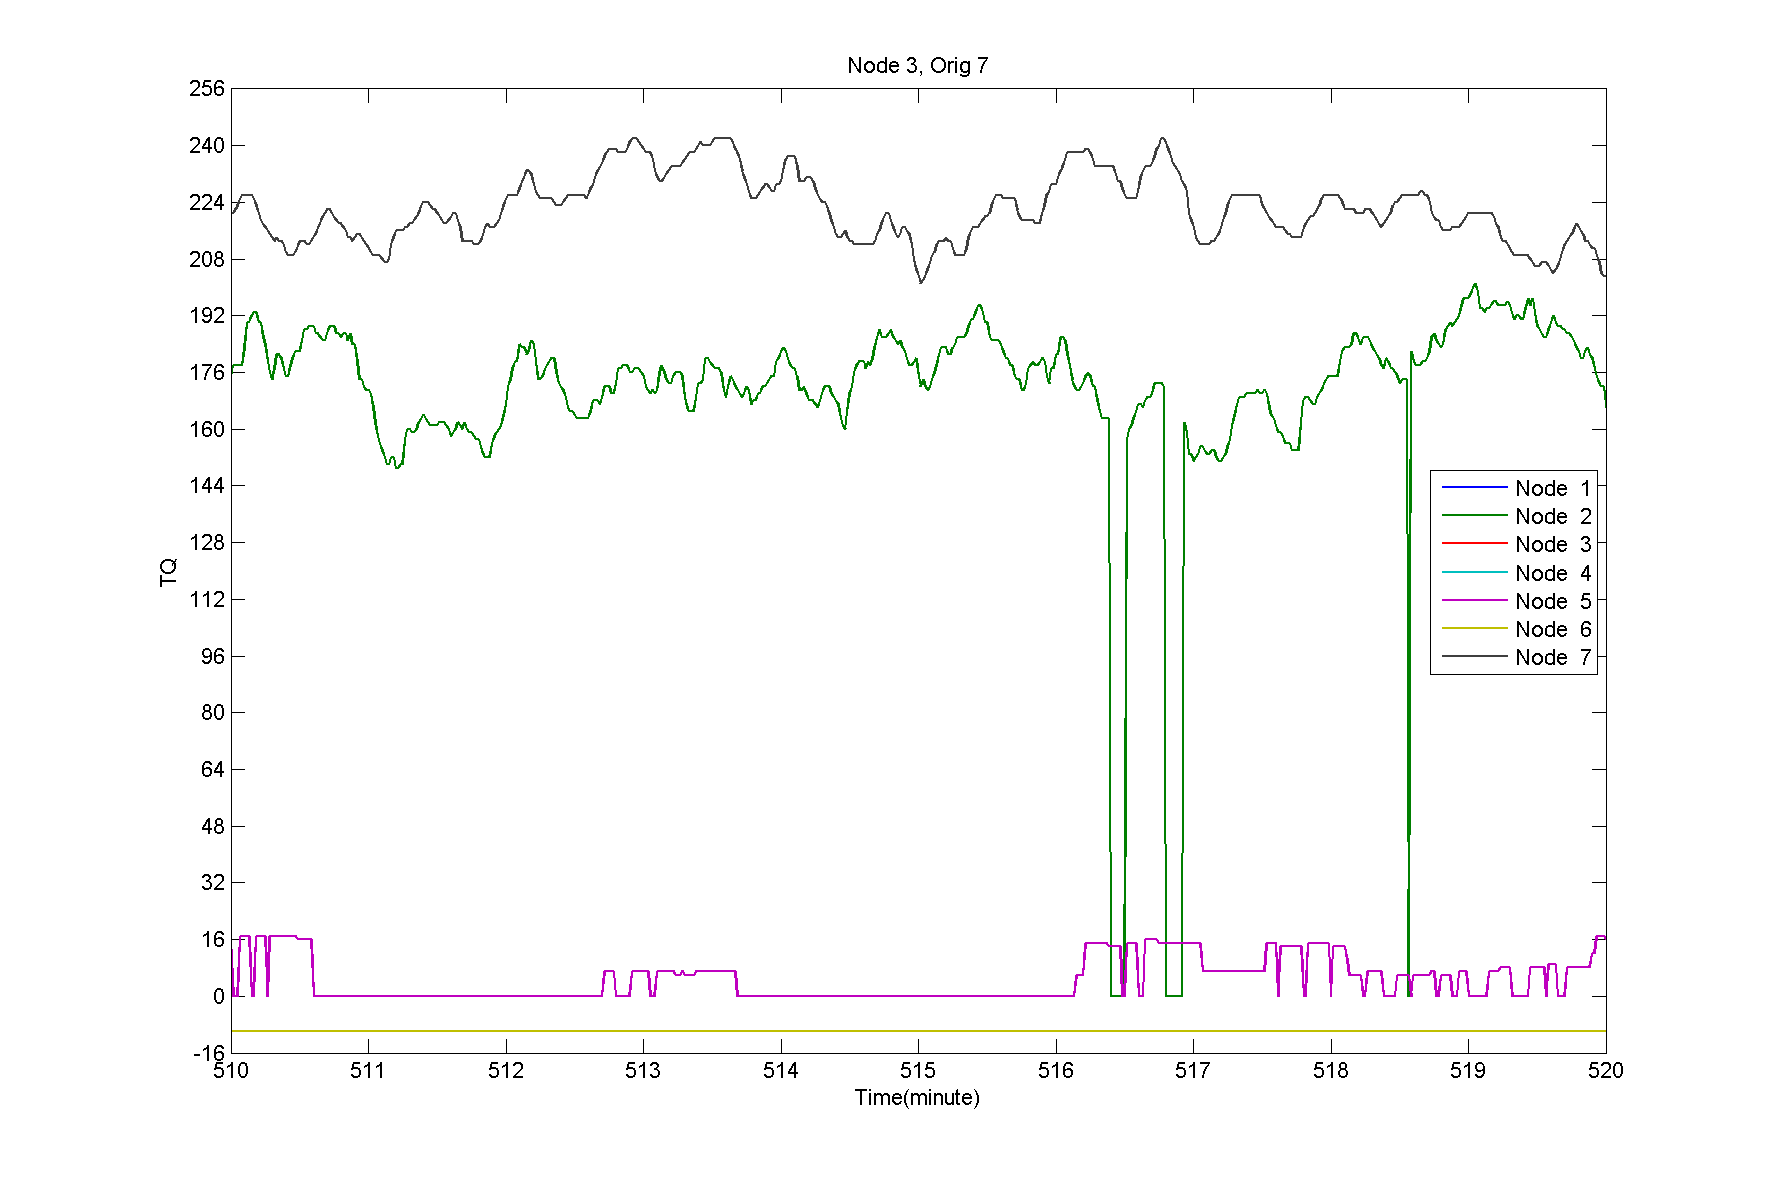 Node 3, Orig 7
256
240
224
208
192
176
160
144
128
112
96
80
64
48
32
16
0
-16
TQ
Node 1
Node 2
Node 3
Node 4
Node 5
Node 6
Node 7
510 511 512 513 514 515 516 517 518 519 520
Time(minute)